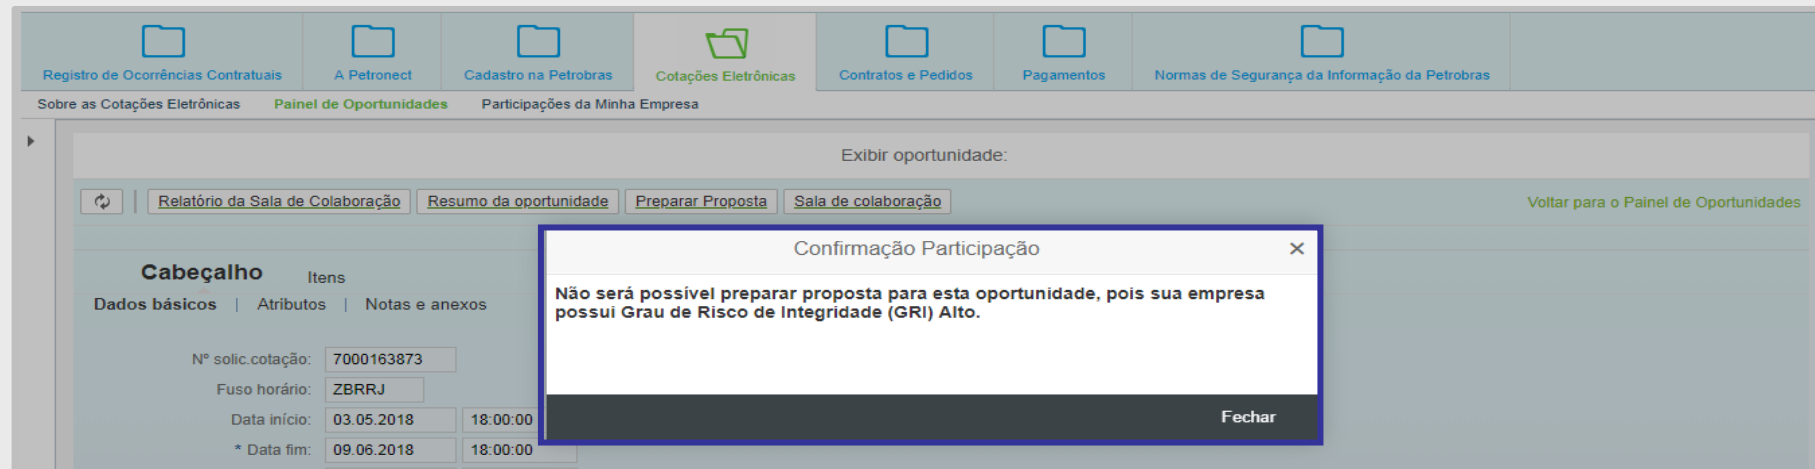 Registro de Ocorrências Contratuais A Petronect Cadastro na Petrobras Cotações Eletrônicas Contratos e Pedidos Pagamentos Normas de Segurança da Informação da Petrobras
Sobre as Cotações Eletrônicas Painel de Oportunidades Participações da Minha Empresa
Exibir oportunidade:
Relatório da Sala de Colaboração Resumo da oportunidade Preparar Proposta Sala de colaboração Voltar para o Painel de Oportunidades
Confirmação Participação ×
Não será possível preparar proposta para esta oportunidade, pois sua empresa
possui Grau de Risco de Integridade (GRI) Alto.
Fechar
Cabeçalho Itens
Dados básicos | Atributos | Notas e anexos
Nº solic.cotação: 7000163873
Fuso horário: ZBRRJ
Data início: 03.05.2018 18:00:00
* Data fim: 09.06.2018 18:00:00